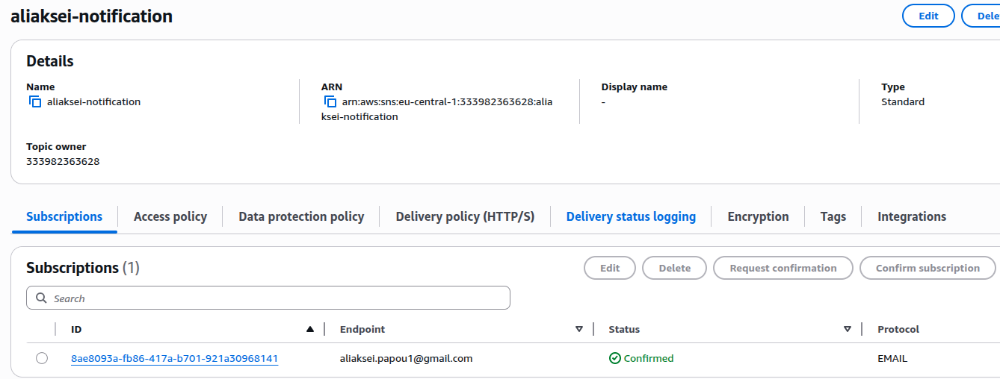 aliaksei-notification
Edit
Dele
Details
Name
aliaksei-notification
ARN
arn:aws:sns:eu-central-1:333982363628:alia
ksei-notification
Display name
-
Type
Standard
Topic owner
333982363628
Subscriptions
Access policy
Data protection policy
Delivery policy (HTTP/S)
Delivery status logging
Encryption
Tags
Integrations
Subscriptions (1)
Edit
Delete
Request confirmation
Confirm subscription
Search
ID
Endpoint
Status
Protocol
8ae8093a-fb86-417a-b701-921a30968141
aliaksei.papou1@gmail.com
Confirmed
EMAIL